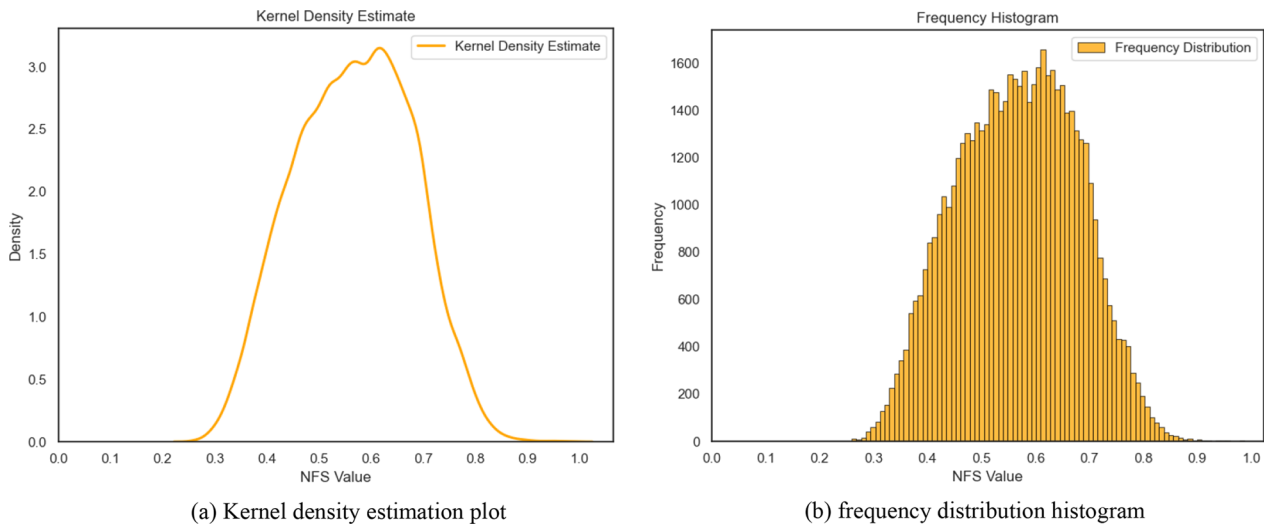 Kernel Density Estimate
Kernel Density Estimate
3.0
2.5
2.0
1.5
1.0
0.5
0.0
Density
0.0 0.1 0.2 0.3 0.4 0.5 0.6 0.7 0.8 0.9 1.0
NFS Value
(a) Kernel density estimation plot
Frequency Histogram
Frequency Distribution
1600
1400
1200
1000
800
600
400
200
0
Frequency
0.0 0.1 0.2 0.3 0.4 0.5 0.6 0.7 0.8 0.9 1.0
NFS Value
(b) frequency distribution histogram